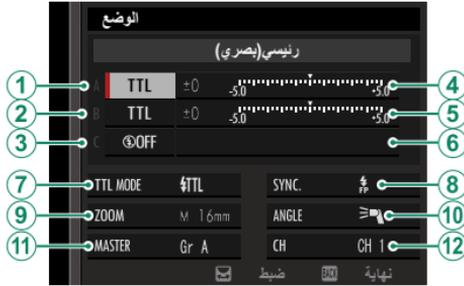 الوضع
رئيسي(بصري)
1 A TTL ±0 -5.0 +5.0 4
2 B TTL ±0 -5.0 +5.0 5
3 C OFF 6
7 TTL MODE TTL SYNC. FP 8
9 ZOOM M 16mm ANGLE 10
11 MASTER Gr A CH CH 1 12
ضبط BACK نهاية